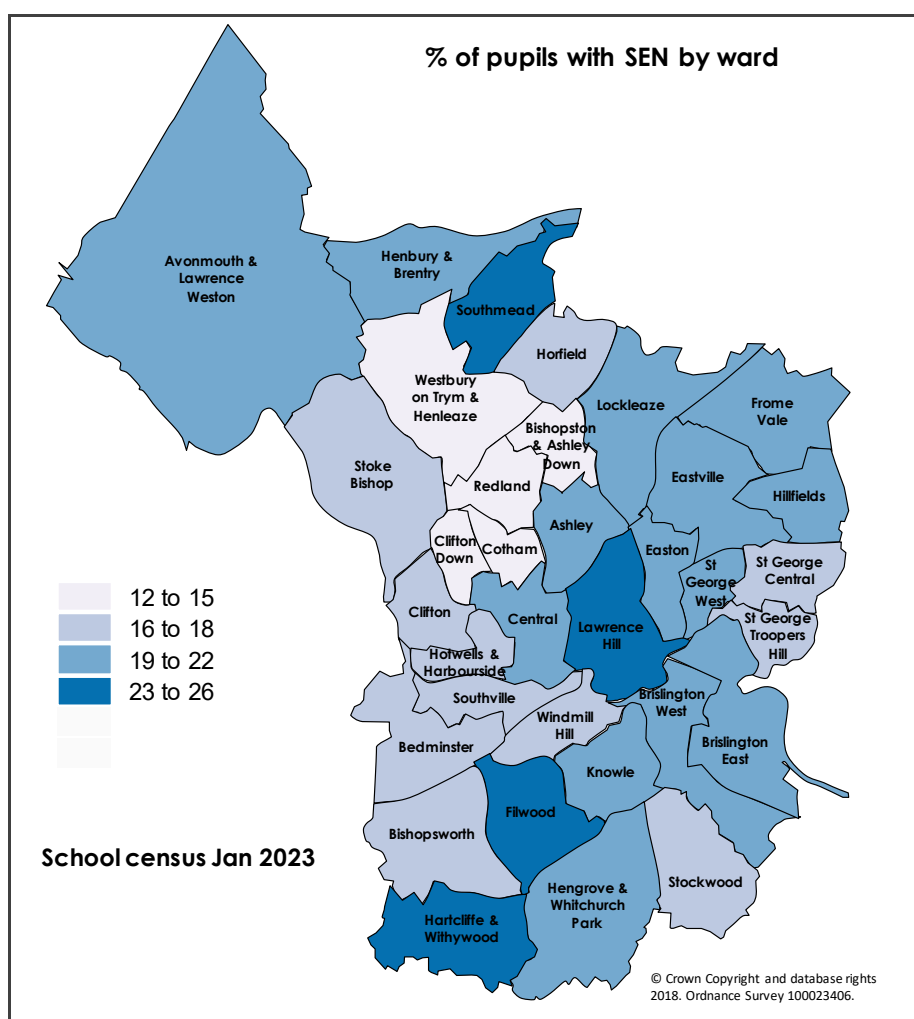 % of pupils with SEN by ward
Avonmouth &
Lawrence
Weston
Henbury &
Brentry
Southmead
Horfield
Westbury
on Trym &
Henleaze
Lockleaze
Frome
Vale
Bishopston
& Ashley
Down
Stoke
Bishop
Redland
Eastville
Hillfields
Ashley
Clifton
Down
Cotham
Easton
St
George
West
St George
Central
12 to 15
16 to 18
19 to 22
23 to 26
Clifton
Central
Lawrence
Hill
St George
Troopers
Hill
Hotwells &
Harbourside
Southville
Windmill
Hill
Brislington
West
Brislington
East
Bedminster
Knowle
Filwood
Bishopsworth
School census Jan 2023
Stockwood
Hengrove &
Whitchurch
Park
Hartcliffe &
Withywood
© Crown Copyright and database rights
2018. Ordnance Survey 100023406.